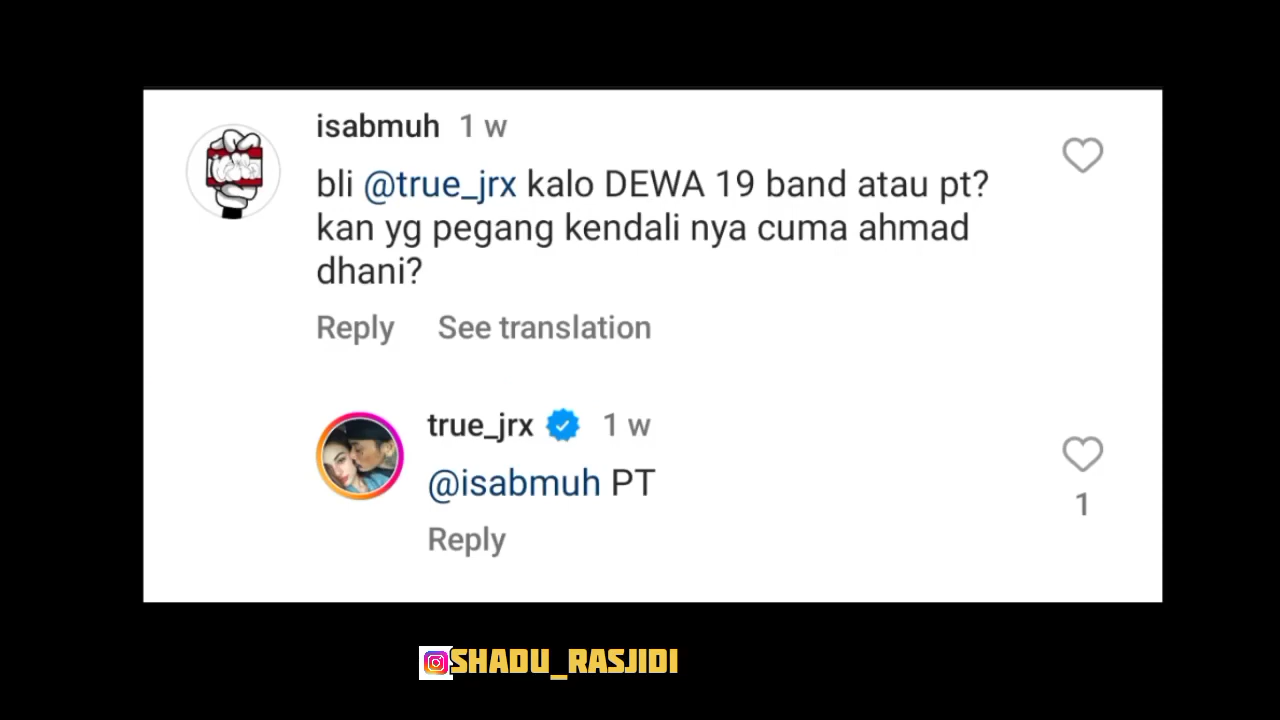 isabmuh 1 w
bli @true_jrx kalo DEWA 19 band atau pt?
kan yg pegang kendali nya cuma ahmad
dhani?
Reply See translation
true_jrx 1 w
@isabmuh PT
1
Reply
SHADU_RASJIDI